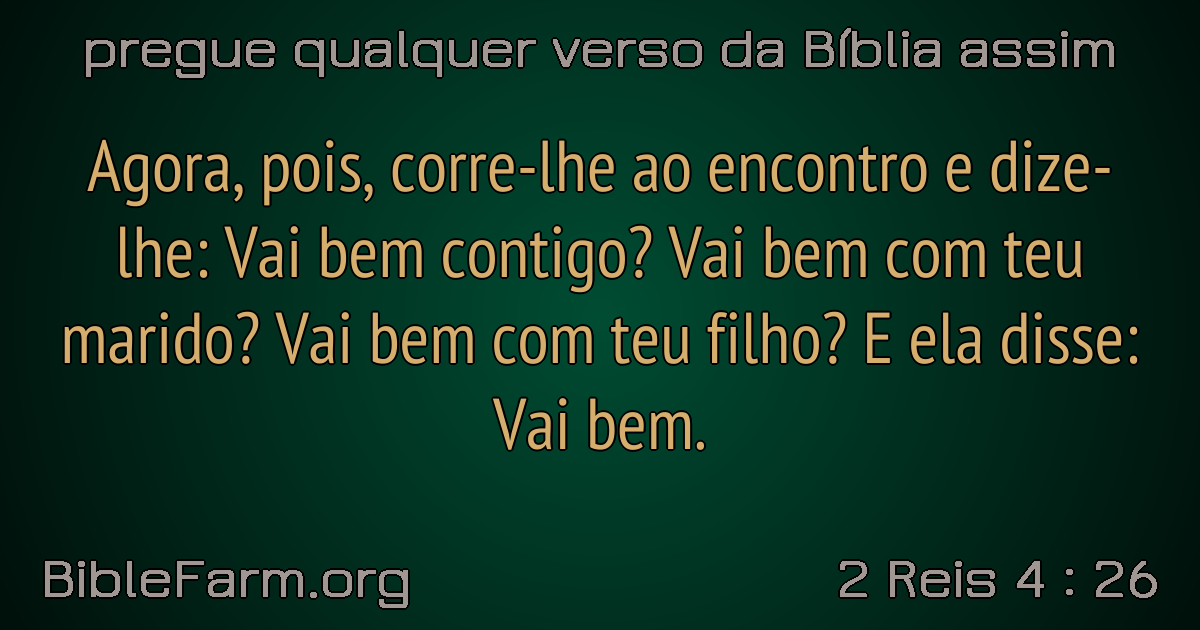 pregue qualquer verso da Bíblia assim
Agora, pois, corre-lhe ao encontro e dize-
lhe: Vai bem contigo? Vai bem com teu
marido? Vai bem com teu filho? E ela disse:
Vai bem.
BibleFarm.org
2 Reis 4 : 26